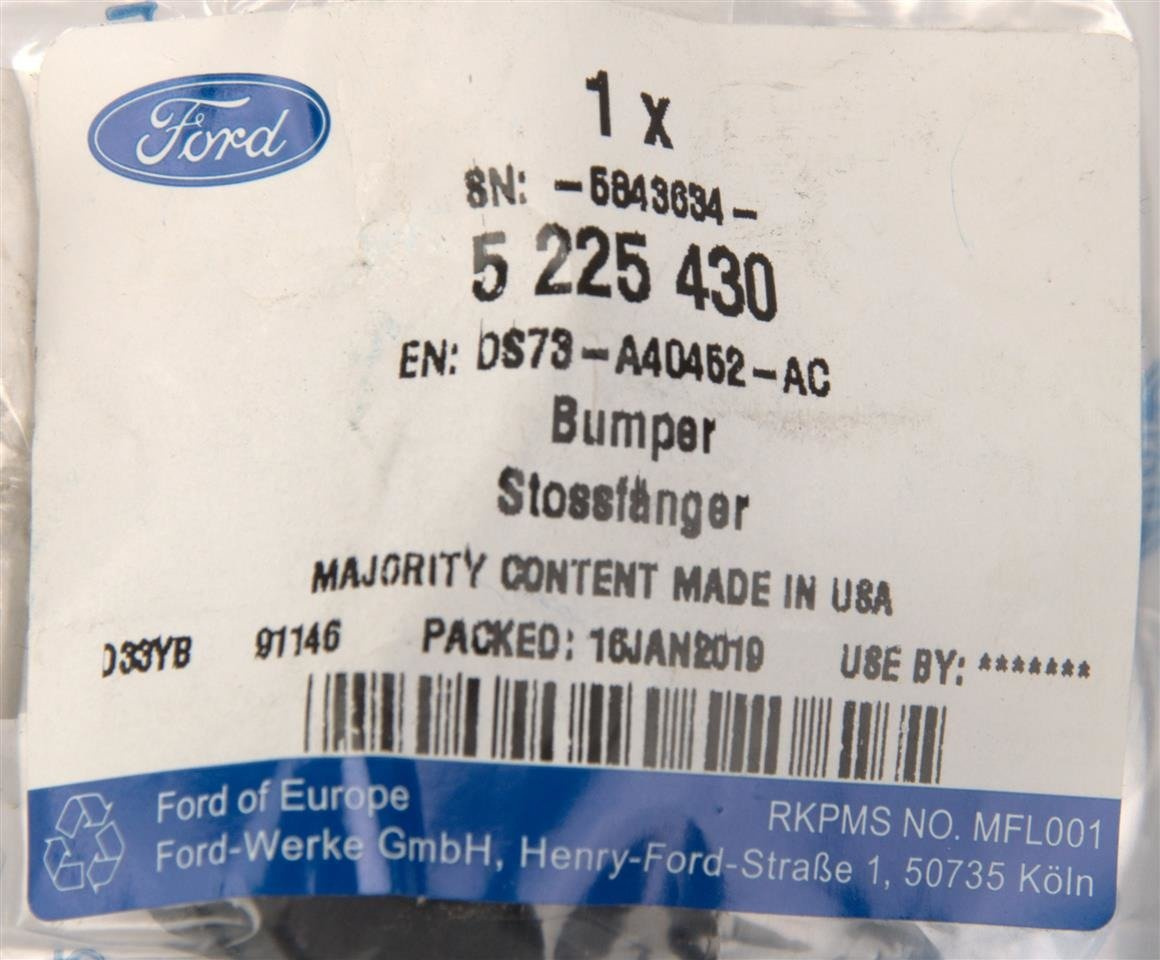 Ford
1 x
SN: -5843634-
5 225 430
EN: DS73-A40452-AC
Bumper
Stossfänger
MAJORITY CONTENT MADE IN USA
D33YB 91146 PACKED: 16JAN2019 USE BY: *******
Ford of Europe
RKPMS NO. MFL001
Ford-Werke GmbH, Henry-Ford-Straße 1, 50735 Köln